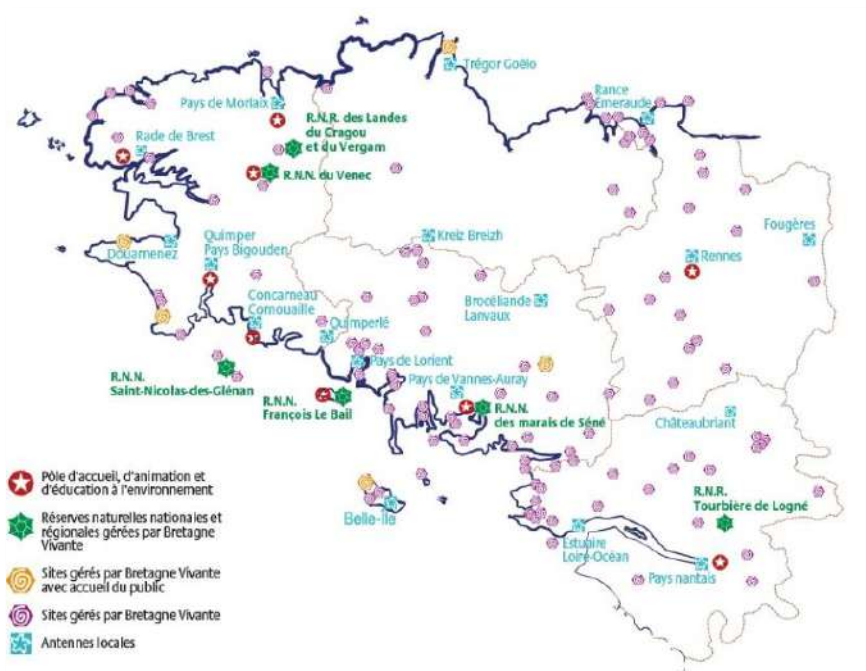 Trégor Goëlo
Pays de Morlaix
Rance
Emeraude
R.N.R. des Landes
du Cragou
et du Vergam
Rade de Brest
R.N.N. du Venec
Fougères
Quimper
Pays Bigouden
Kreiz Breizh
Douarnenez
Rennes
Concarneau
Cornouaille
Brocéliande
Lanvaux
Quimperlé
Pays de Lorient
R.N.N.
Saint-Nicolas-des-Glénan
Pays de Vannes-Auray
R.N.N.
François Le Bail
R.N.N.
des marais de Séné
Châteaubriant
Pôle d'accueil, d'animation et
d'éducation à l'environnement
R.N.R.
Tourbière de Logné
Belle-Ile
Réserves naturelles nationales et
régionales gérées par Bretagne
Vivante
Estuaire
Loire-Océan
Pays nantais
Sites gérés par Bretagne Vivante
avec accueil du public
Sites gérés par Bretagne Vivante
Antennes locales